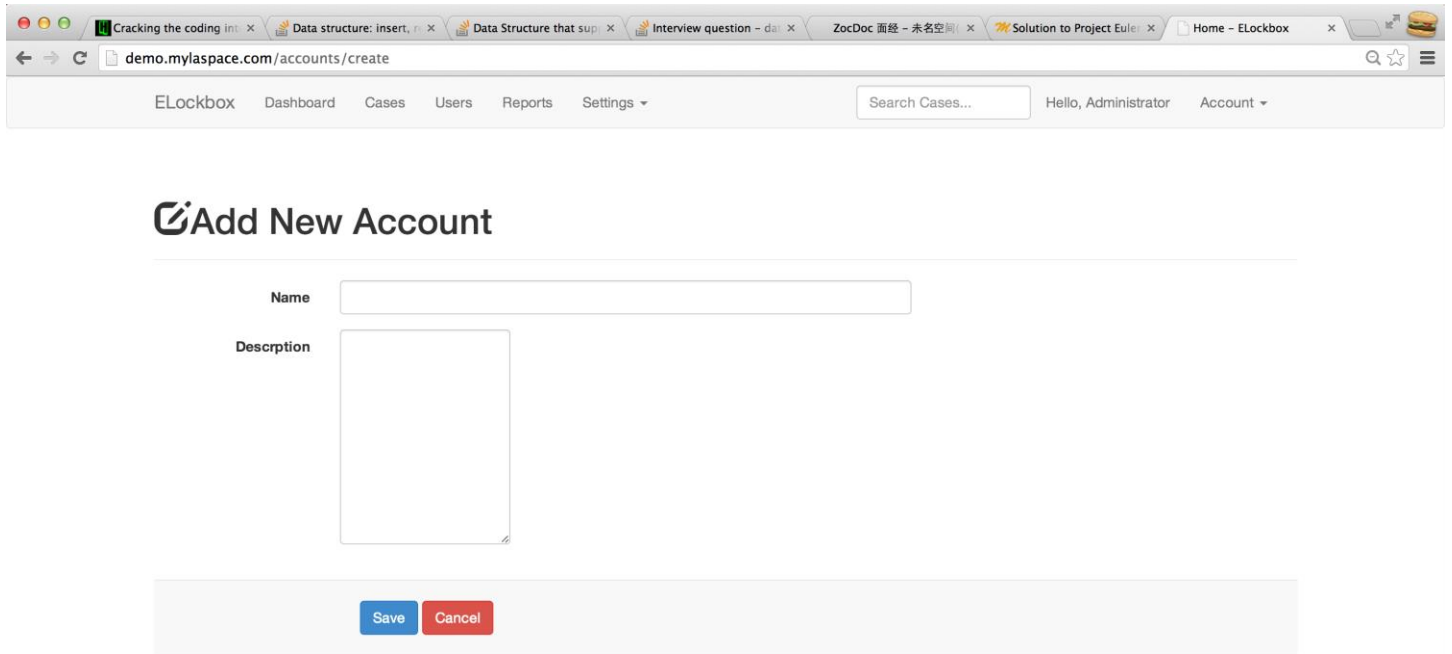 Cracking the coding int
Data structure: insert, r
Data Structure that sup
Interview question – da
ZocDoc 面经 – 未名空间(
Solution to Project Euler
Home – ELockbox
demo.mylaspace.com/accounts/create
ELockbox Dashboard Cases Users Reports Settings Search Cases... Hello, Administrator Account
Add New Account
Name
Descrption
Save Cancel